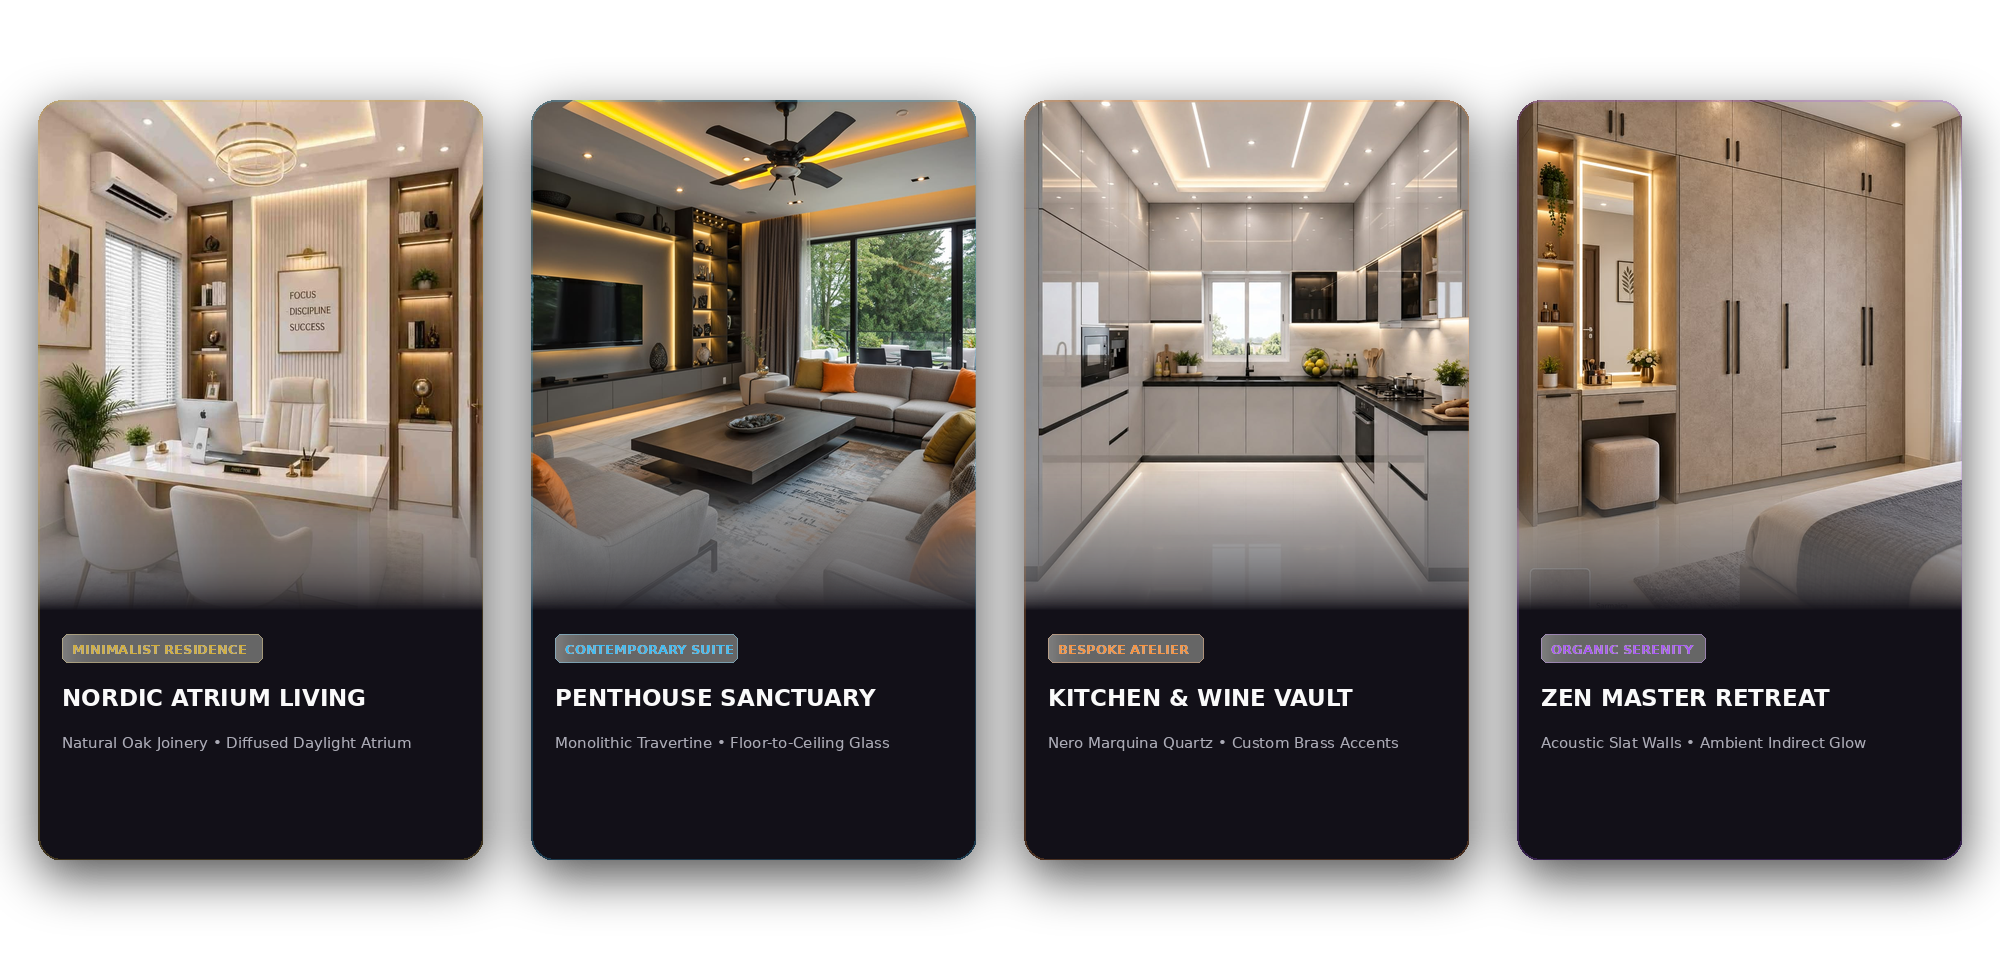 FOCUS
DISCIPLINE
SUCCESS
DIRECTOR
MINIMALIST RESIDENCE
NORDIC ATRIUM LIVING
Natural Oak Joinery • Diffused Daylight Atrium
CONTEMPORARY SUITE
PENTHOUSE SANCTUARY
Monolithic Travertine • Floor-to-Ceiling Glass
BESPOKE ATELIER
KITCHEN & WINE VAULT
Nero Marquina Quartz • Custom Brass Accents
ORGANIC SERENITY
ZEN MASTER RETREAT
Acoustic Slat Walls • Ambient Indirect Glow